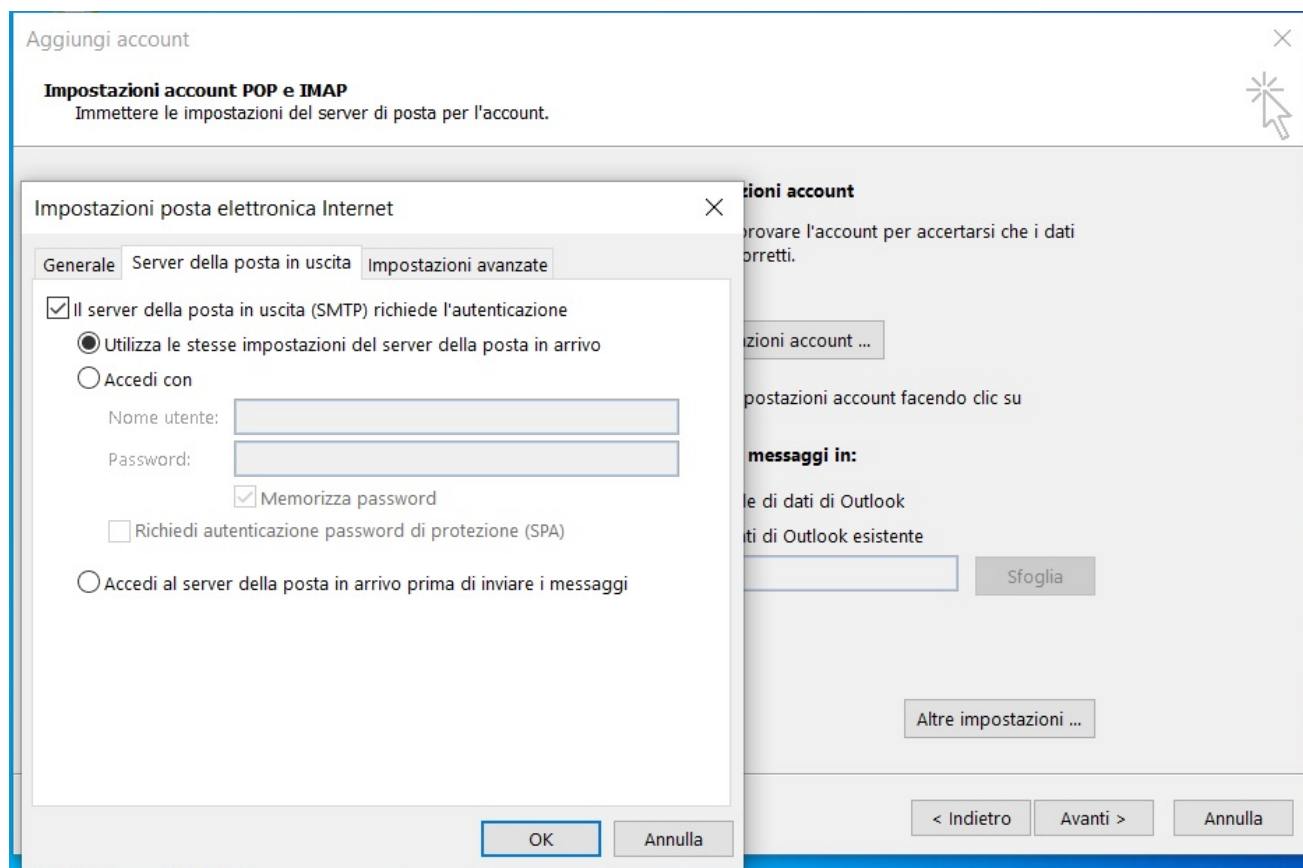 Aggiungi account
Impostazioni account POP e IMAP
Immettere le impostazioni del server di posta per l'account.
Impostazioni posta elettronica Internet
Generale
Server della posta in uscita
Impostazioni avanzate
Il server della posta in uscita (SMTP) richiede l'autenticazione
Utilizza le stesse impostazioni del server della posta in arrivo
Accedi con
Nome utente:
Password:
Memorizza password
Richiedi autenticazione password di protezione (SPA)
Accedi al server della posta in arrivo prima di inviare i messaggi
OK
Annulla
zioni account
provare l'account per accertarsi che i dati
orretti.
zioni account ...
postazioni account facendo clic su
messaggi in:
le di dati di Outlook
ti di Outlook esistente
Sfoglia
Altre impostazioni ...
< Indietro
Avanti >
Annulla